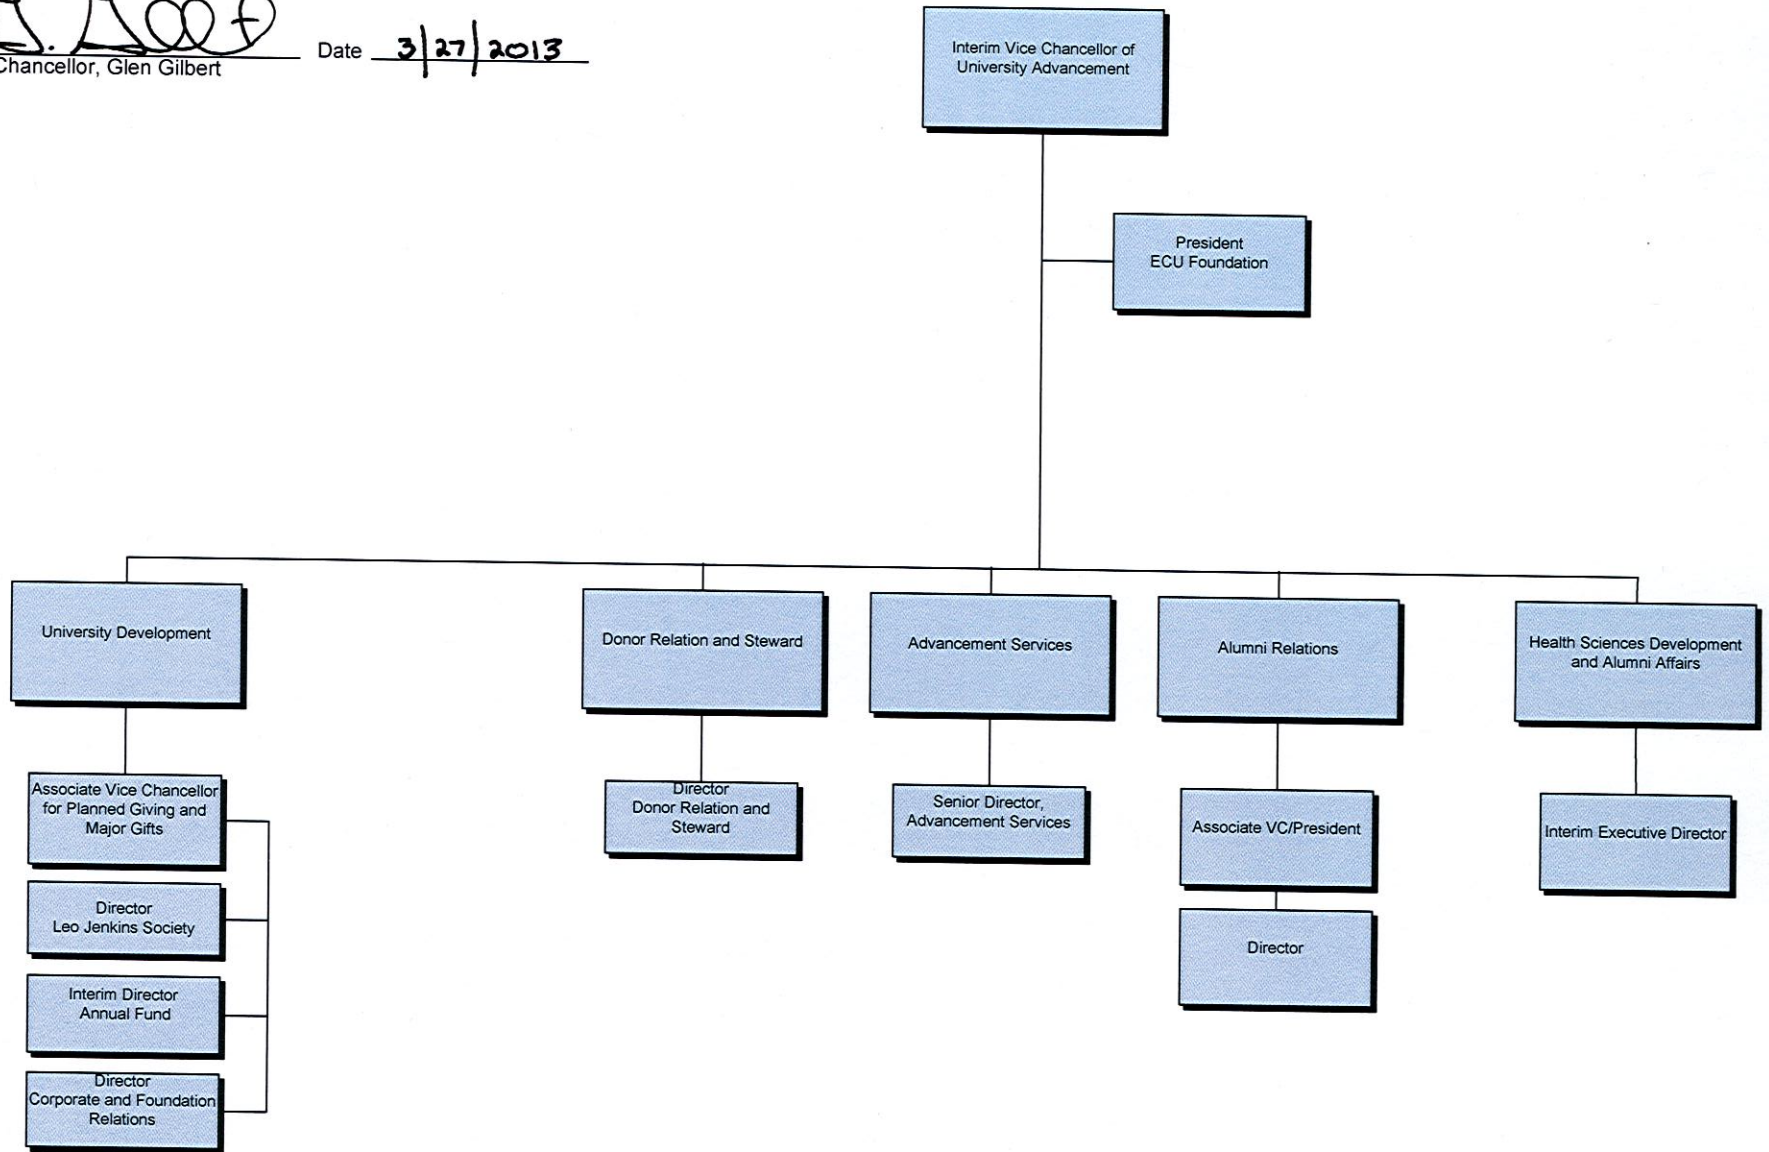 Date 3/27/2013
Chancellor, Glen Gilbert
Interim Vice Chancellor of
University Advancement
President
ECU Foundation
University Development
Donor Relation and Steward
Advancement Services
Alumni Relations
Health Sciences Development
and Alumni Affairs
Associate Vice Chancellor
for Planned Giving and
Major Gifts
Director
Leo Jenkins Society
Interim Director
Annual Fund
Director
Corporate and Foundation
Relations
Director
Donor Relation and
Steward
Senior Director,
Advancement Services
Associate VC/President
Director
Interim Executive Director